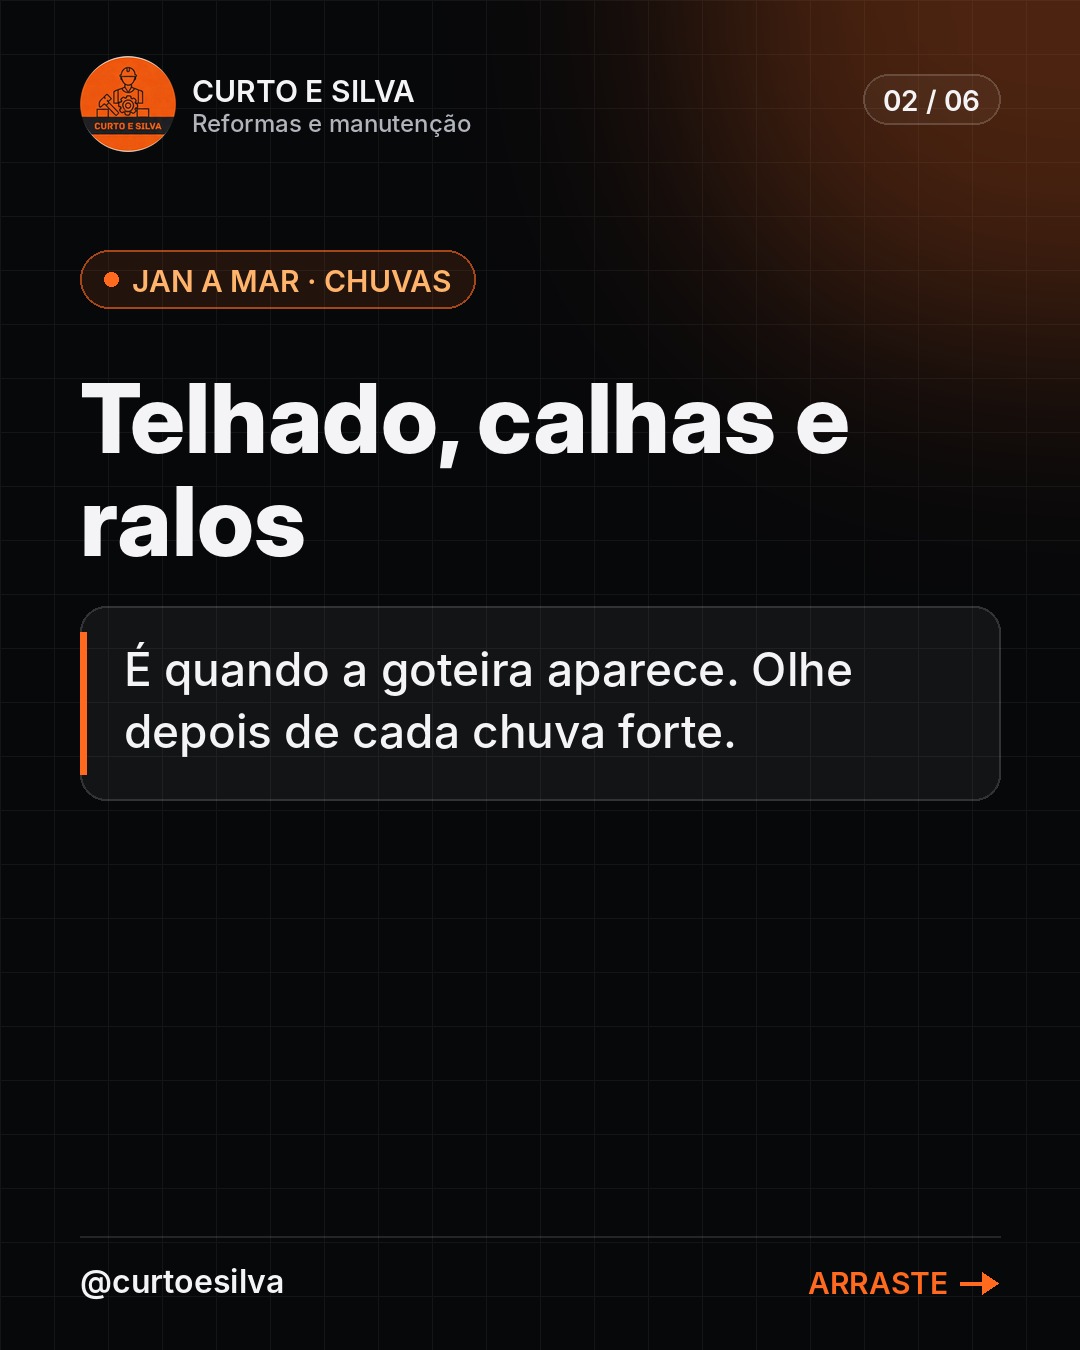 CURTO E SILVA
CURTO E SILVA
Reformas e manutenção
02 / 06
JAN A MAR · CHUVAS
Telhado, calhas e
ralos
É quando a goteira aparece. Olhe
depois de cada chuva forte.
@curtoesilva
ARRASTE